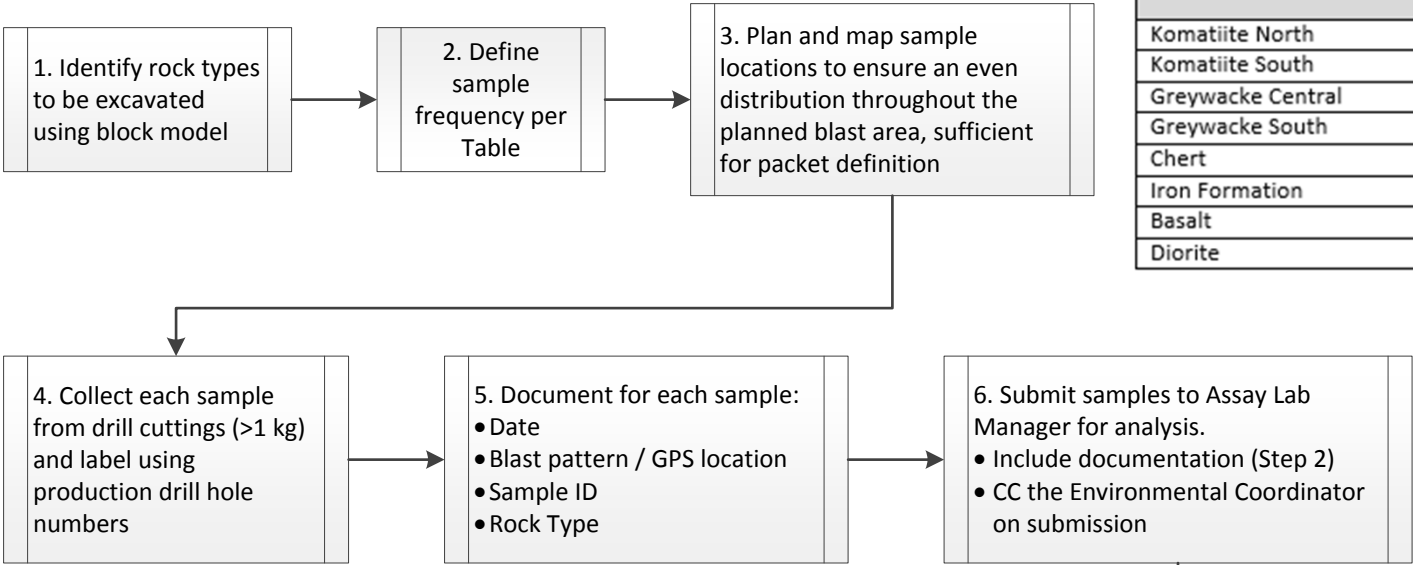 1. Identify rock types
to be excavated
using block model
2. Define
sample
frequency per
Table
3. Plan and map sample
locations to ensure an even
distribution throughout the
planned blast area, sufficient
for packet definition
Komatiite North
Komatiite South
Greywacke Central
Greywacke South
Chert
Iron Formation
Basalt
Diorite
4. Collect each sample
from drill cuttings (>1 kg)
and label using
production drill hole
numbers
5. Document for each sample:
• Date
• Blast pattern / GPS location
• Sample ID
• Rock Type
6. Submit samples to Assay Lab
Manager for analysis.
• Include documentation (Step 2)
• CC the Environmental Coordinator
on submission